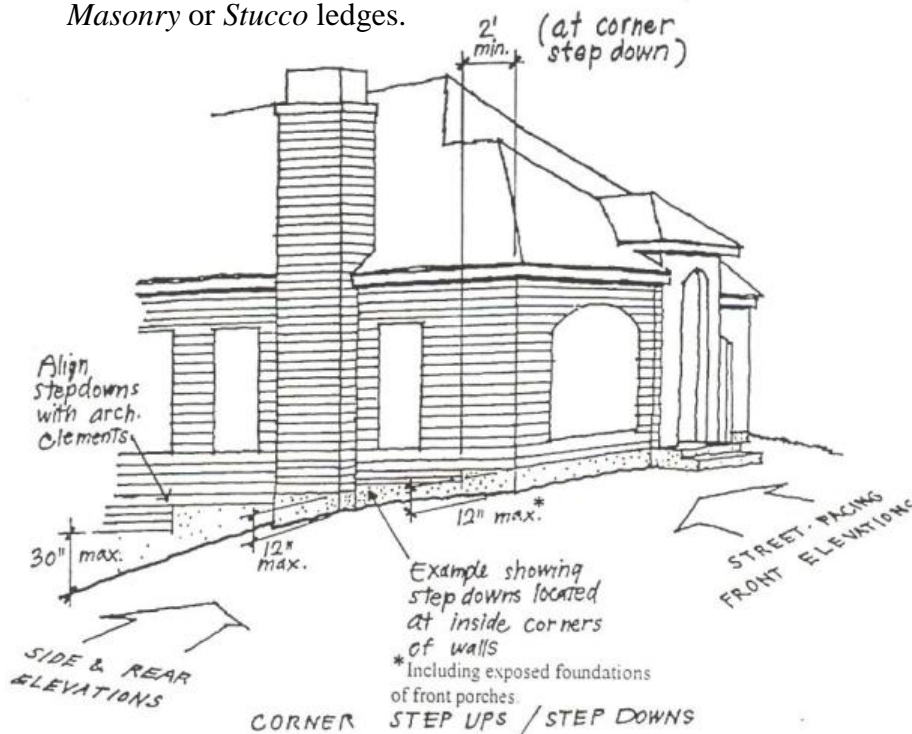 Masonry or Stucco ledges.
2'
min.
(at corner
step down)
Align
stepdowns
with arch.
elements.
30" max.
12"
max.
12" max.*
Example showing
step downs located
at inside corners
of walls
*Including exposed foundations
of front porches.
STREET-FACING
FRONT ELEVATIONS
SIDE & REAR
ELEVATIONS
CORNER STEP UPS / STEP DOWNS